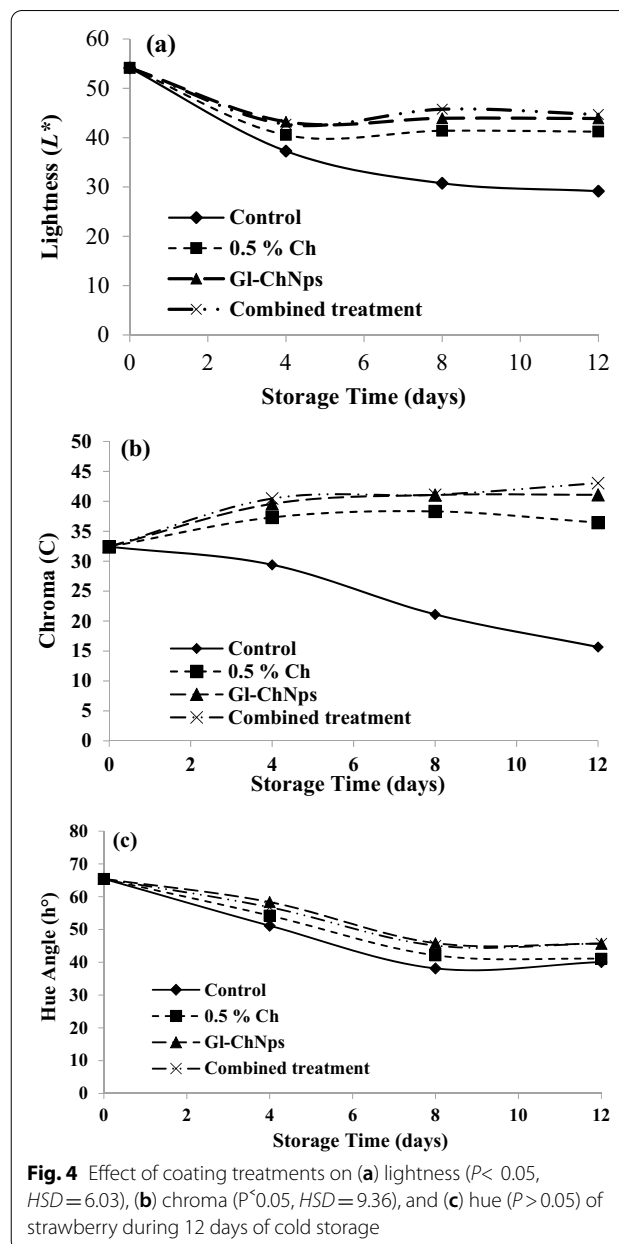 (a)
60
50
40
30
20
10
0
Lightness (L*)
Control
0.5 % Ch
Gl-ChNps
Combined treatment
0 2 4 6 8 10 12
Storage Time (days)
(b)
50
45
40
35
30
25
20
15
10
5
0
Chroma (C)
Control
0.5 % Ch
Gl-ChNps
Combined treatment
0 2 4 6 8 10 12
Storage Time (days)
(c)
80
70
60
50
40
30
20
10
0
Hue Angle (h°)
Control
0.5 % Ch
Gl-ChNps
Combined treatment
0 2 4 6 8 10 12
Storage Time (days)
Fig. 4 Effect of coating treatments on (a) lightness (P< 0.05,
HSD = 6.03), (b) chroma (P˂0.05, HSD = 9.36), and (c) hue (P > 0.05) of
strawberry during 12 days of cold storage